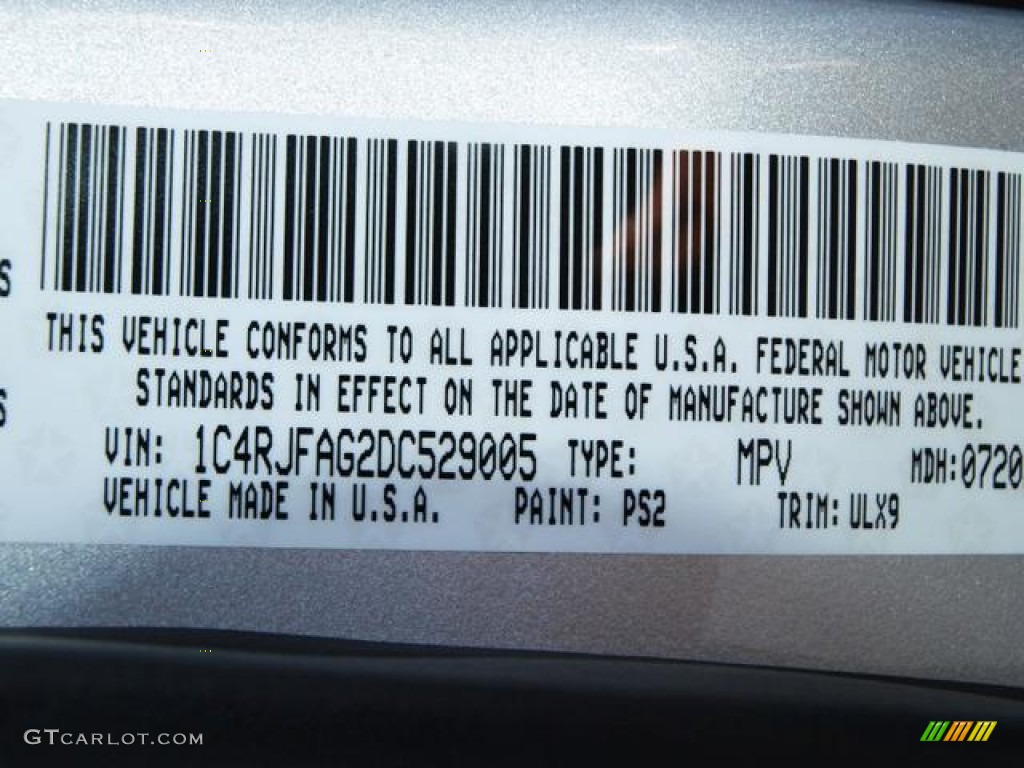 THIS VEHICLE CONFORMS TO ALL APPLICABLE U.S.A. FEDERAL MOTOR VEHICLE
STANDARDS IN EFFECT ON THE DATE OF MANUFACTURE SHOWN ABOVE.
VIN: 1C4RJFAG2DC529005 TYPE: MPV MDH:0720
VEHICLE MADE IN U.S.A. PAINT: PS2 TRIM: ULX9
S
S
GTCARLOT.COM